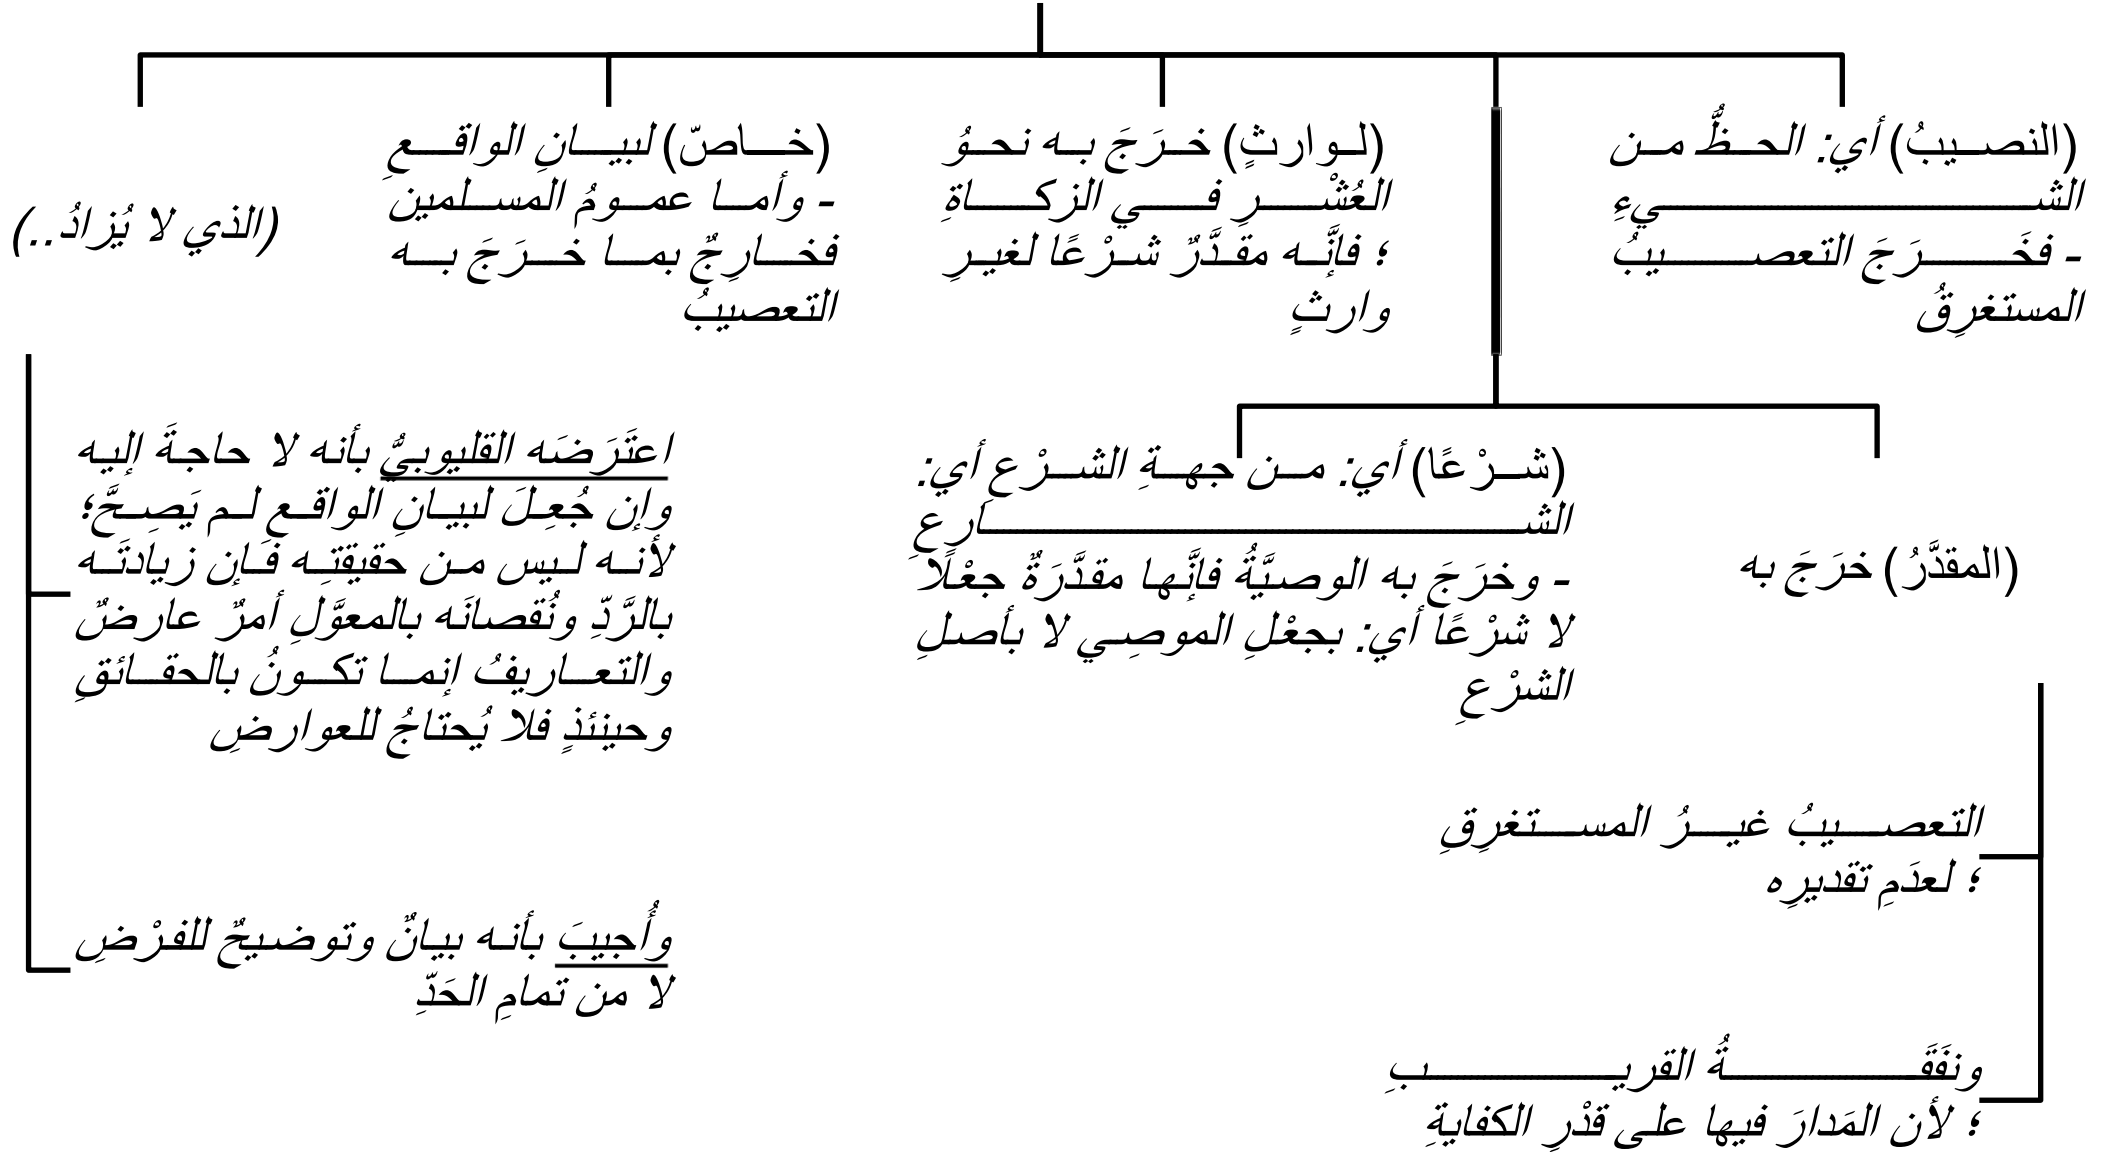 (النصيبُ) أي: الحظُّ من
الشيءِ
- فخَرَجَ التعصيبُ
المستغرِقُ
(لوارثٍ) خرَجَ به نحوُ
العُشْرِ في الزكاةِ
؛ فإنَّه مقدَّرٌ شرْعًا لغيرِ
وارثٍ
(خاصّ) لبيانِ الواقعِ
- وأما عمومُ المسلمين
فخارِجٌ بما خرَجَ به
التعصيبُ
(الذي لا يُزادُ..)
(المقدَّرُ) خرَجَ به
(شرْعًا) أي: من جهةِ الشرْعِ أي:
الشارعِ
- وخرَجَ به الوصيَّةُ فإنَّها مقدَّرَةٌ جعْلًا
لا شرْعًا أي: بجعْلِ الموصِي لا بأصلِ
الشرْعِ
اعتَرَضَه القليوبيُّ بأنه لا حاجةَ إليه
وإن جُعِلَ لبيانِ الواقعِ لم يَصِحَّ؛
لأنه ليس من حقيقتِه فإن زيادتَه
بالرَّدِّ ونُقصانَه بالمعوَّلِ أمرٌ عارضٌ
والتعاريفُ إنما تكونُ بالحقائقِ
وحينئذٍ فلا يُحتاجُ للعوارضِ
التعصيبُ غيرُ المستغرِقِ
؛ لعدَمِ تقديرِه
وأُجيبَ بأنه بيانٌ وتوضيحٌ للفرْضِ
لا من تمامِ الحَدِّ
ونفَقَةُ القريبِ
؛ لأن المَدارَ فيها على قدْرِ الكفايةِ